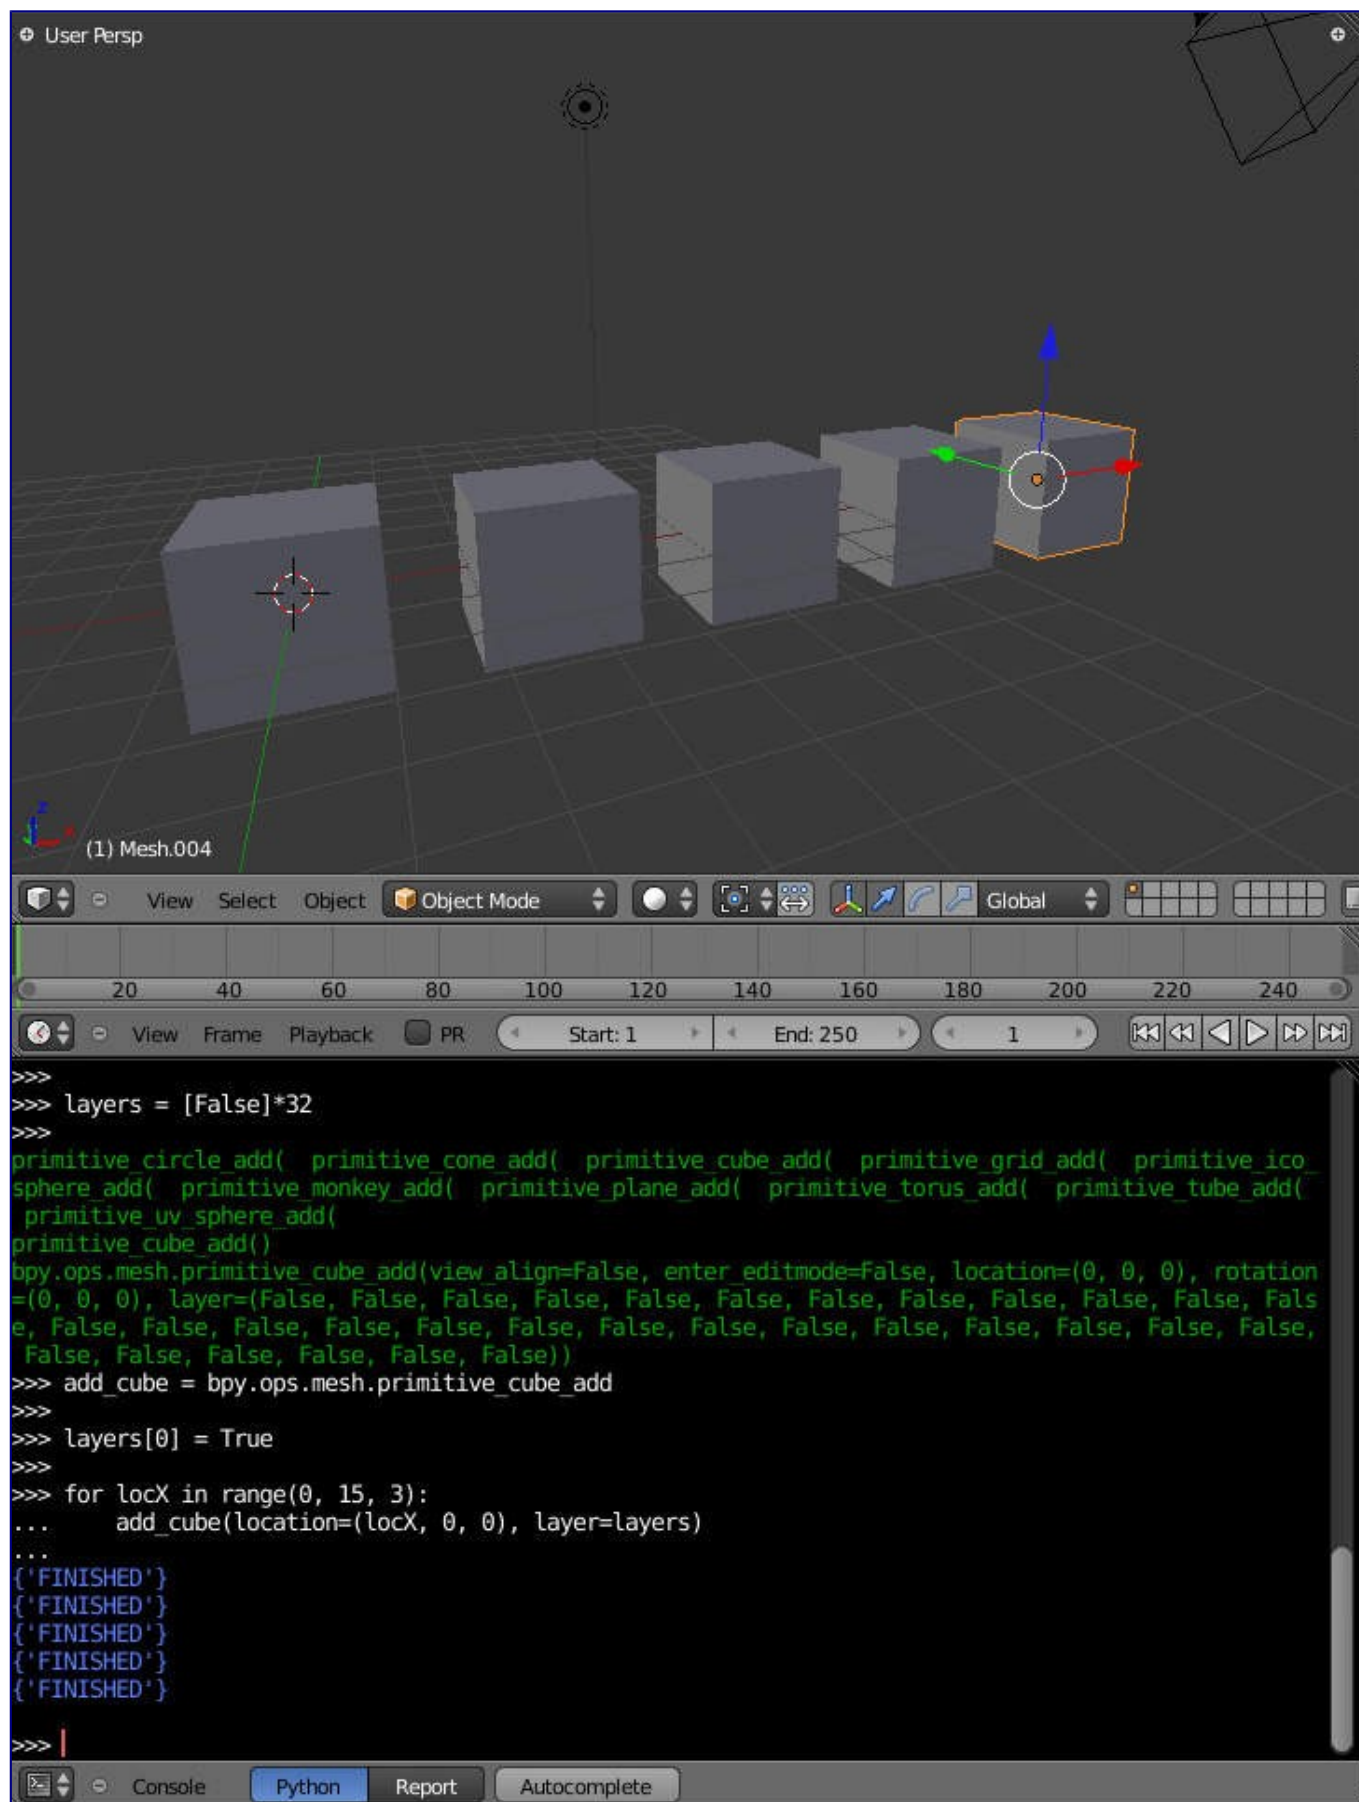 User Persp
z
x
(1) Mesh.004
View Select Object Object Mode Global
20 40 60 80 100 120 140 160 180 200 220 240
View Frame Playback PR Start: 1 End: 250 1
>>>
>>> layers = [False]*32
>>>
primitive_circle_add(  primitive_cone_add(  primitive_cube_add(  primitive_grid_add(  primitive_ico_
sphere_add(  primitive_monkey_add(  primitive_plane_add(  primitive_torus_add(  primitive_tube_add(
 primitive_uv_sphere_add(
primitive_cube_add()
bpy.ops.mesh.primitive_cube_add(view_align=False, enter_editmode=False, location=(0, 0, 0), rotation
=(0, 0, 0), layer=(False, False, False, False, False, False, False, False, False, False, False, Fals
e, False, False, False, False, False, False, False, False, False, False, False, False, False, False,
 False, False, False, False, False, False))
>>> add_cube = bpy.ops.mesh.primitive_cube_add
>>>
>>> layers[0] = True
>>>
>>> for locX in range(0, 15, 3):
...     add_cube(location=(locX, 0, 0), layer=layers)
...
{'FINISHED'}
{'FINISHED'}
{'FINISHED'}
{'FINISHED'}
{'FINISHED'}
>>>
Console Python Report Autocomplete